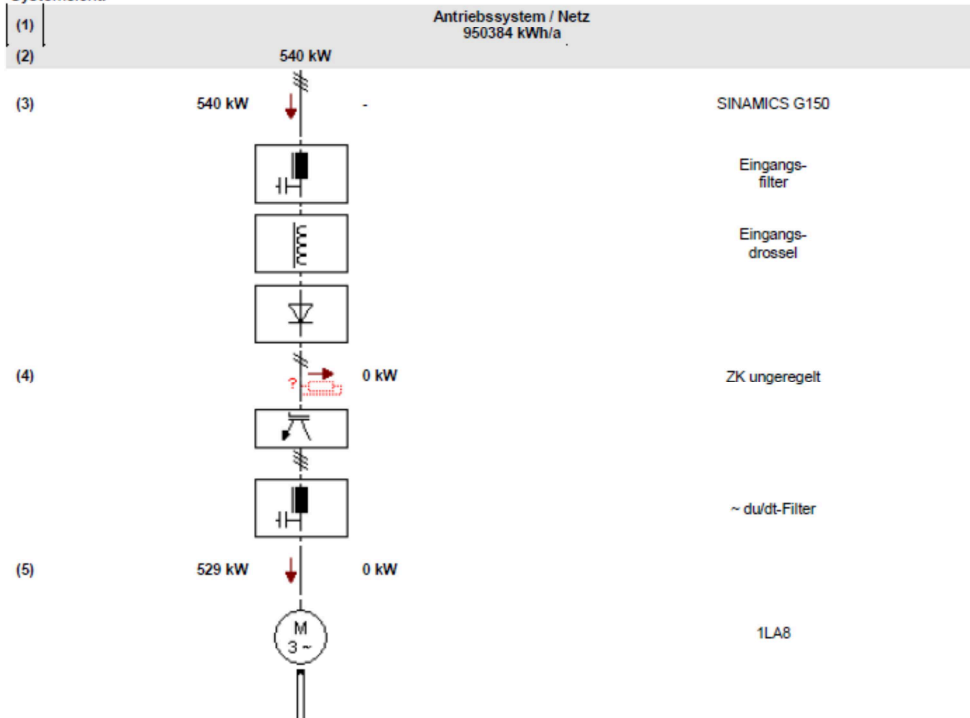 (1) Antriebssystem / Netz
950384 kWh/a
(2) 540 kW
(3) 540 kW - SINAMICS G150
Eingangs-
filter
Eingangs-
drossel
(4) ? 0 kW ZK ungeregelt
~ du/dt-Filter
(5) 529 kW 0 kW
M
3 ~
1LA8